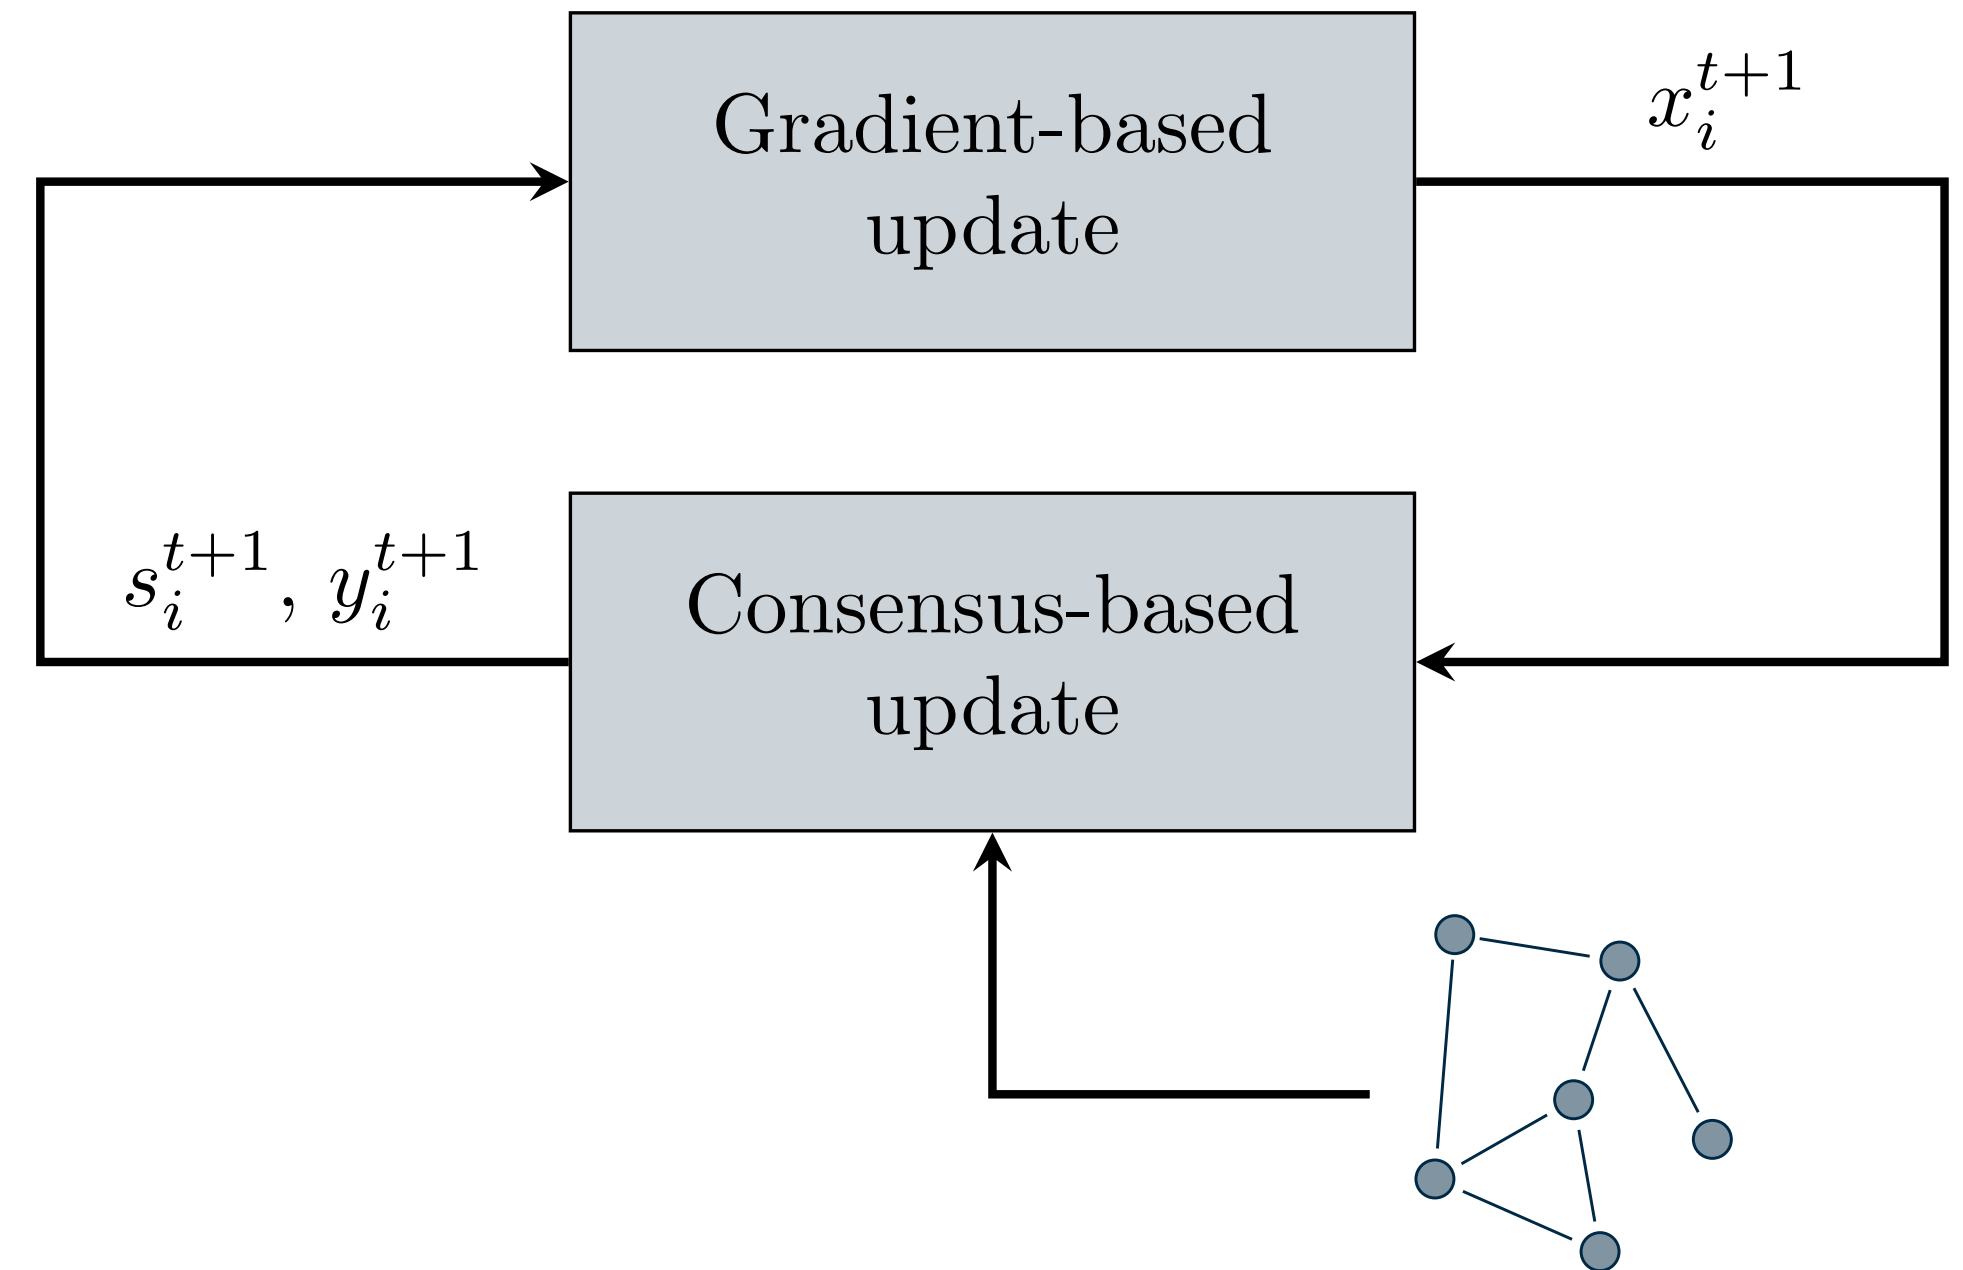 Gradient-based
update
$x_i^{t+1}$
$s_i^{t+1}, y_i^{t+1}$
Consensus-based
update